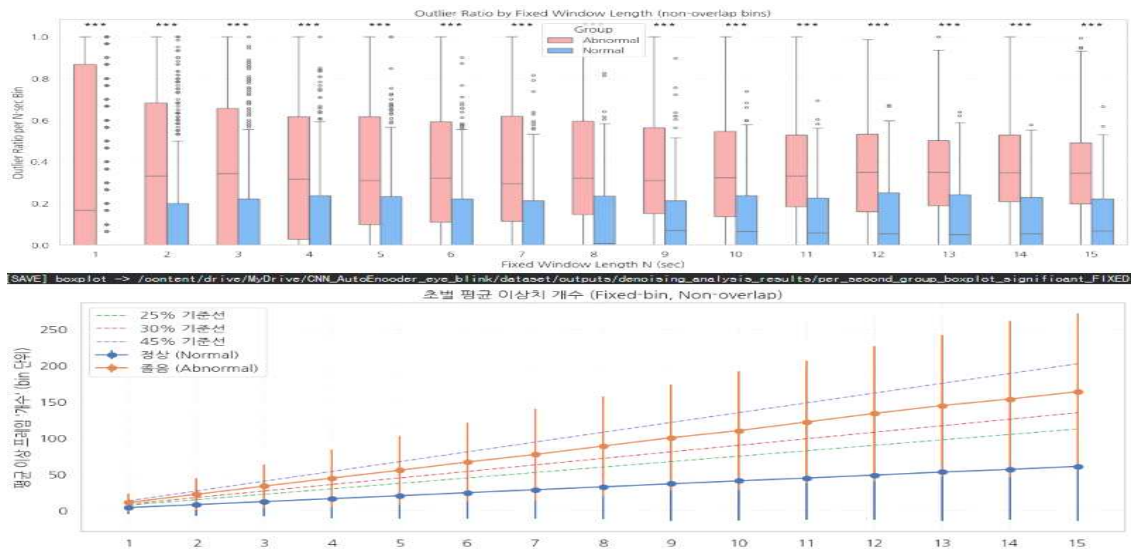 Outlier Ratio by Fixed Window Length (non-overlap bins)
*** *** *** *** *** *** *** *** *** *** *** *** *** *** ***
Group
Abnormal
Normal
Outlier Ratio per N-sec Bin
1.0
0.8
0.6
0.4
0.2
0.0
1 2 3 4 5 6 7 8 9 10 11 12 13 14 15
Fixed Window Length N (sec)
[SAVE] boxplot -> /content/drive/MyDrive/CNN_AutoEncoder_eye_blink/dataset/outputs/denoising_analysis_results/per_second_group_boxplot_significant_FIXED
초별 평균 이상치 개수 (Fixed-bin, Non-overlap)
25% 기준선
30% 기준선
45% 기준선
정상 (Normal)
졸음 (Abnormal)
평균 이상 프레임 '개수' (bin 단위)
250
200
150
100
50
0
1 2 3 4 5 6 7 8 9 10 11 12 13 14 15